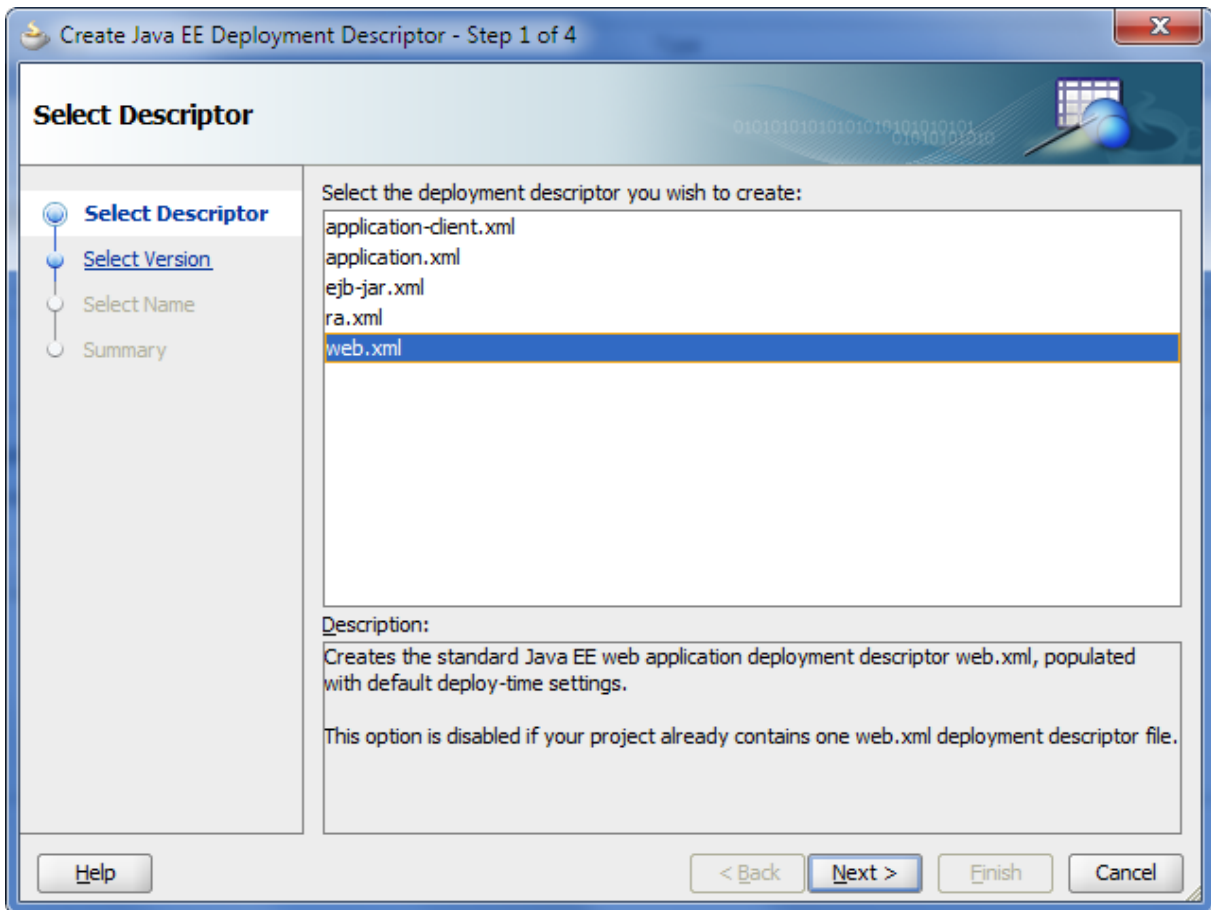 Create Java EE Deployment Descriptor - Step 1 of 4
Select Descriptor
Select Descriptor
Select Version
Select Name
Summary
Select the deployment descriptor you wish to create:
application-client.xml
application.xml
ejb-jar.xml
ra.xml
web.xml
Description:
Creates the standard Java EE web application deployment descriptor web.xml, populated
with default deploy-time settings.
This option is disabled if your project already contains one web.xml deployment descriptor file.
Help
< Back
Next >
Finish
Cancel